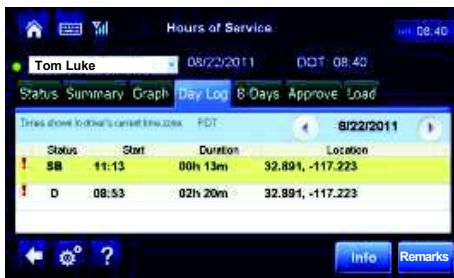 Hours of Service
08:40
Tom Luke
08/22/2011
DOT: 08:40
Status Summary Graph Day Log 8-Days Approve Load
Times shown in driver's current time zone PDT
8/22/2011
Status Start Duration Location
! SB 11:13 00h 13m 32.891, -117.223
! D 08:53 02h 20m 32.891, -117.223
? Info Remarks